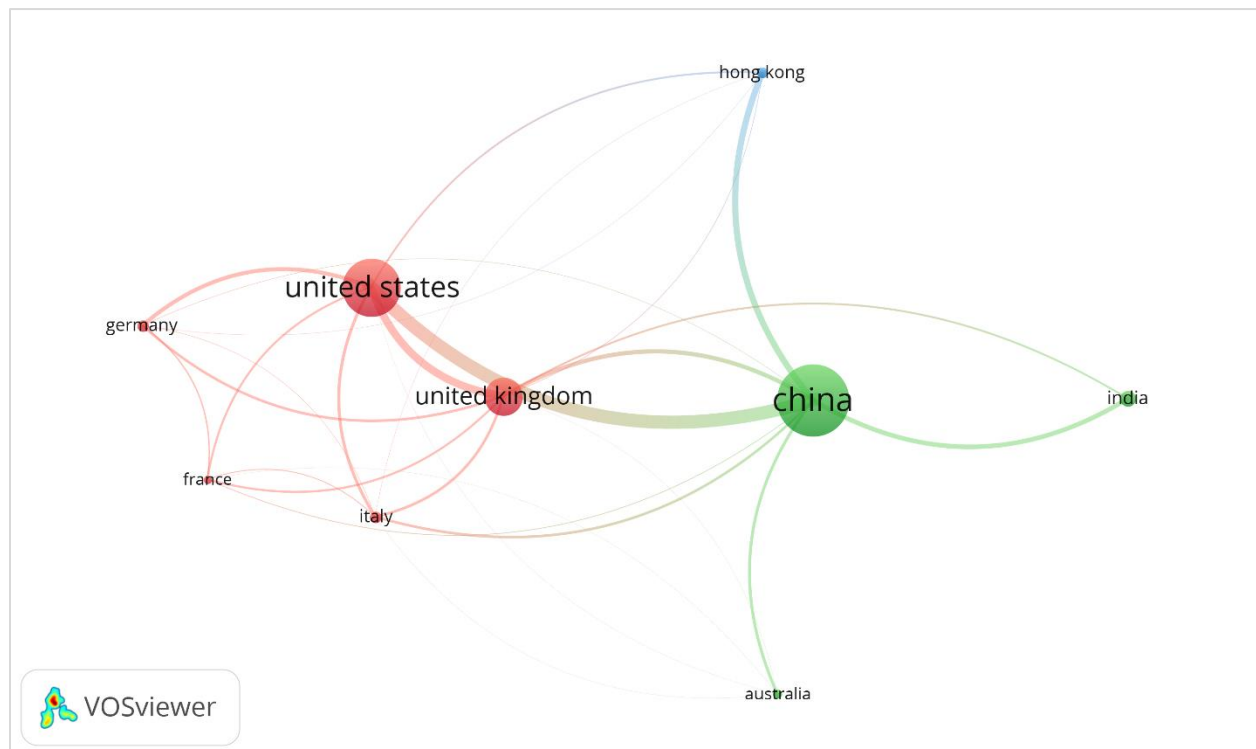 hong kong
united states
germany
united kingdom
china
india
france
italy
australia
VOSviewer